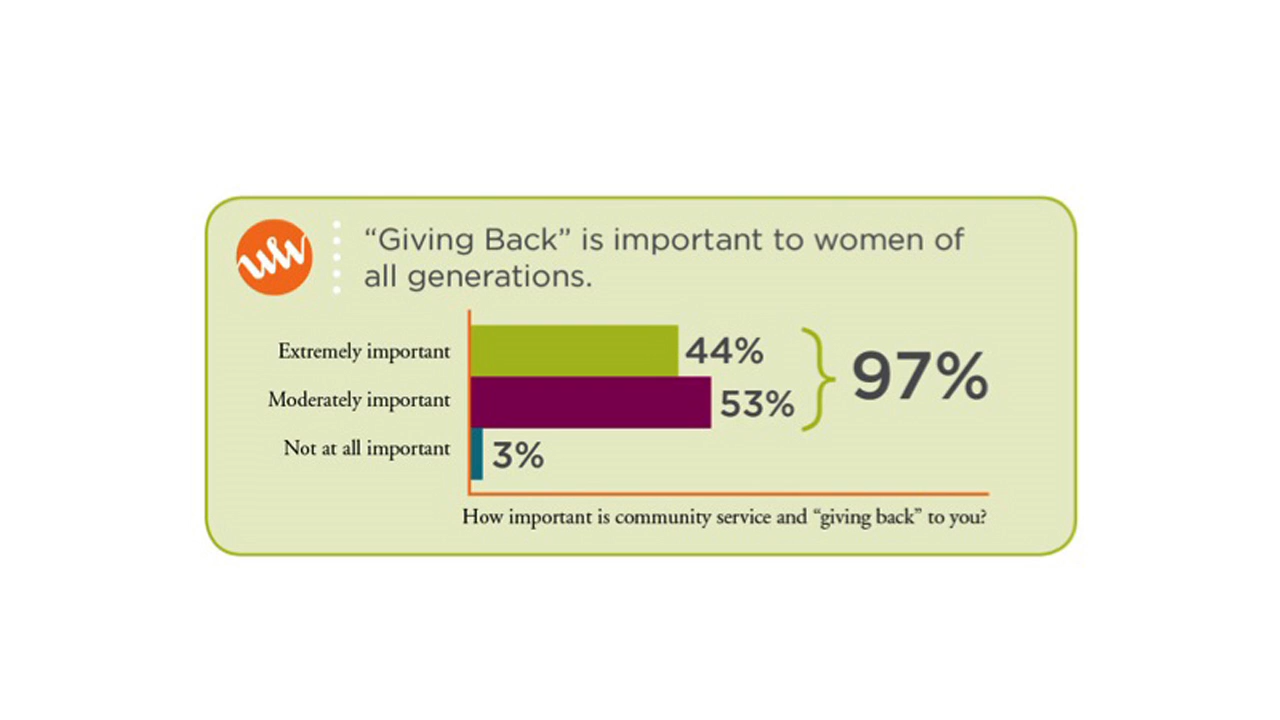 “Giving Back” is important to women of
all generations.
Extremely important
44%
Moderately important
53%
97%
Not at all important
3%
How important is community service and “giving back” to you?